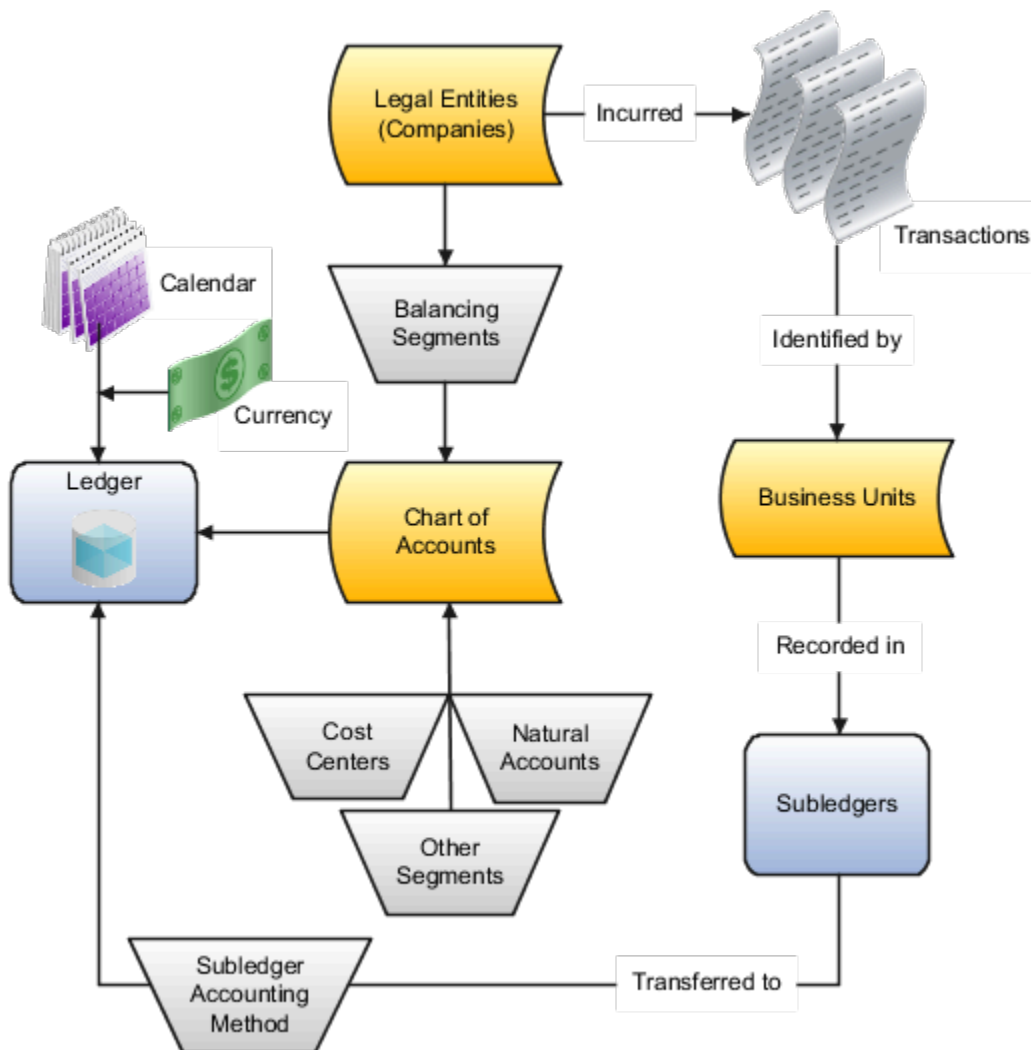 Legal Entities
(Companies)
Incurred
Transactions
Calendar
Balancing
Segments
Identified by
Currency
Ledger
Chart of
Accounts
Business Units
Recorded in
Cost
Centers
Natural
Accounts
Subledgers
Other
Segments
Subledger
Accounting
Method
Transferred to
$